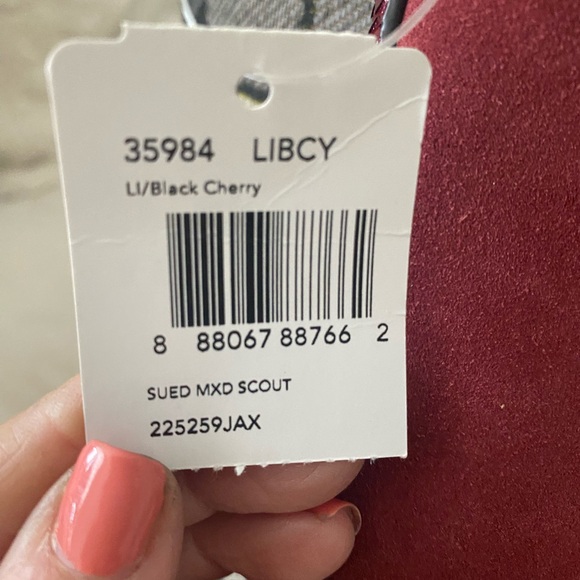 35984 LIBCY
LI/Black Cherry
8 88067 88766 2
SUED MXD SCOUT
225259JAX